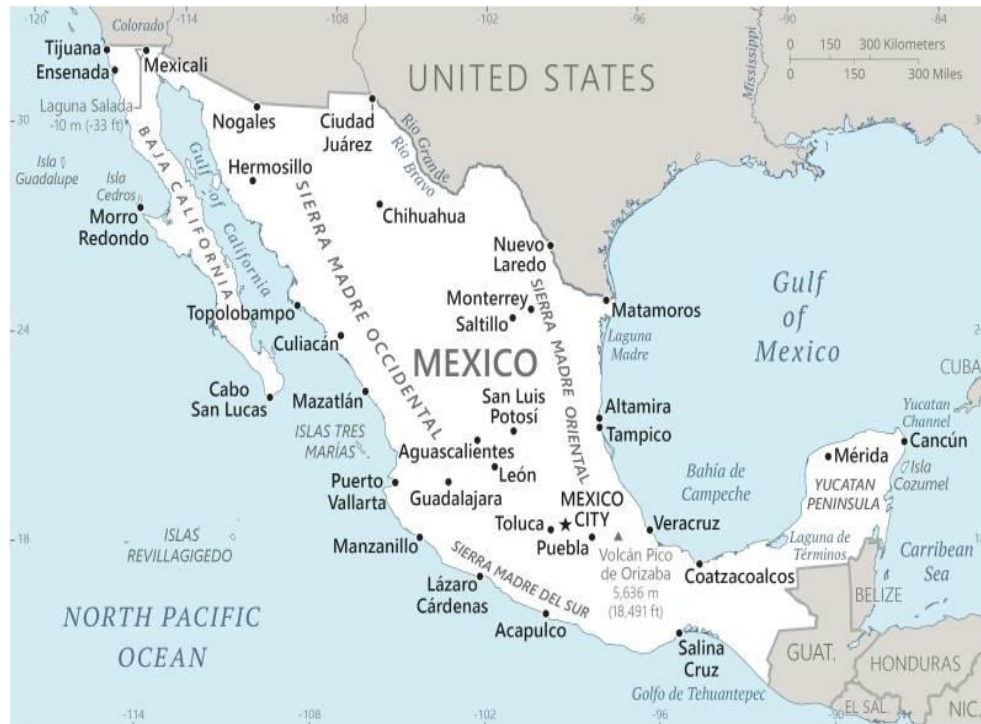 -120
-108
-102
-96
-90
-84
Colorado
Tijuana
Ensenada
Mexicali
Laguna Salada
-10 m (-33 ft)
Nogales
Ciudad
Juárez
UNITED STATES
Mississippi
0 150 300 Kilometers
0 150 300 Miles
30
Isla
Guadalupe
Isla
Cedros
Morro
Redondo
BAJA CALIFORNIA
Gulf of California
Hermosillo
Río Grande
Río Bravo
Chihuahua
SIERRA MADRE OCCIDENTAL
Nuevo
Laredo
Monterrey
Saltillo
SIERRA MADRE ORIENTAL
Matamoros
Laguna
Madre
Gulf
of
Mexico
24
Topolobampo
Culiacán
MEXICO
CUBA
Cabo
San Lucas
Mazatlán
San Luis
Potosí
Altamira
Tampico
Yucatan
Channel
Cancún
ISLAS TRES
MARÍAS
Aguascalientes
León
Mérida
Isla
Cozumel
Bahía de
Campeche
YUCATAN
PENINSULA
Puerto
Vallarta
Guadalajara
MEXICO
CITY
Toluca
Puebla
Veracruz
18
ISLAS
REVILLAGIGEDO
Manzanillo
Volcán Pico
de Orizaba
5,636 m
(18,491 ft)
Laguna de
Términos
Carribean
Sea
Coatzacoalcos
BELIZE
SIERRA MADRE DEL SUR
Lázaro
Cárdenas
Acapulco
Salina
Cruz
NORTH PACIFIC
OCEAN
GUAT.
HONDURAS
Golfo de Tehuantepec
EL SAL.
NIC.
-114
-108
-102
-96
-90